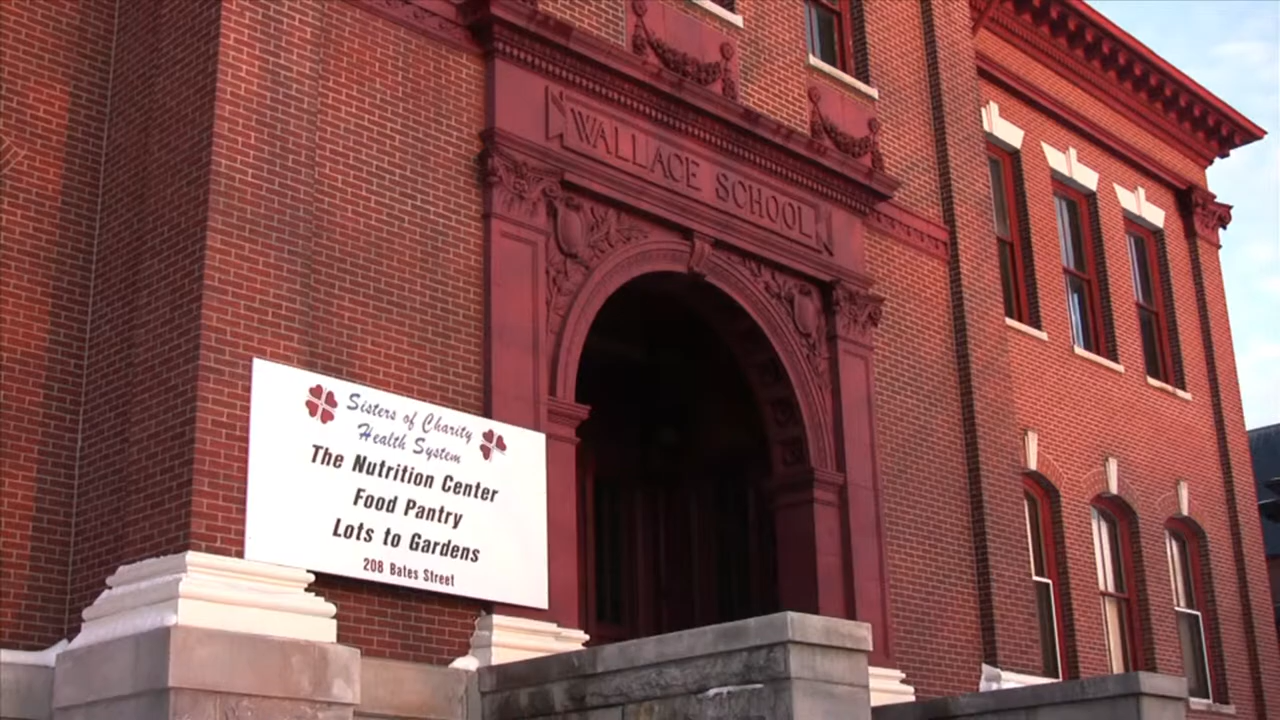 WALLACE SCHOOL
Sisters of Charity
Health System
The Nutrition Center
Food Pantry
Lots to Gardens
208 Bates Street